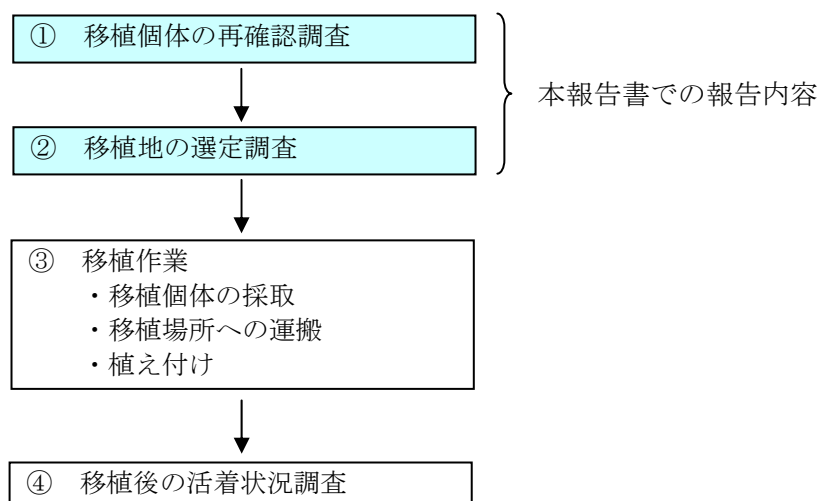 ① 移植個体の再確認調査
本報告書での報告内容
② 移植地の選定調査
③ 移植作業
・移植個体の採取
・移植場所への運搬
・植え付け
④ 移植後の活着状況調査